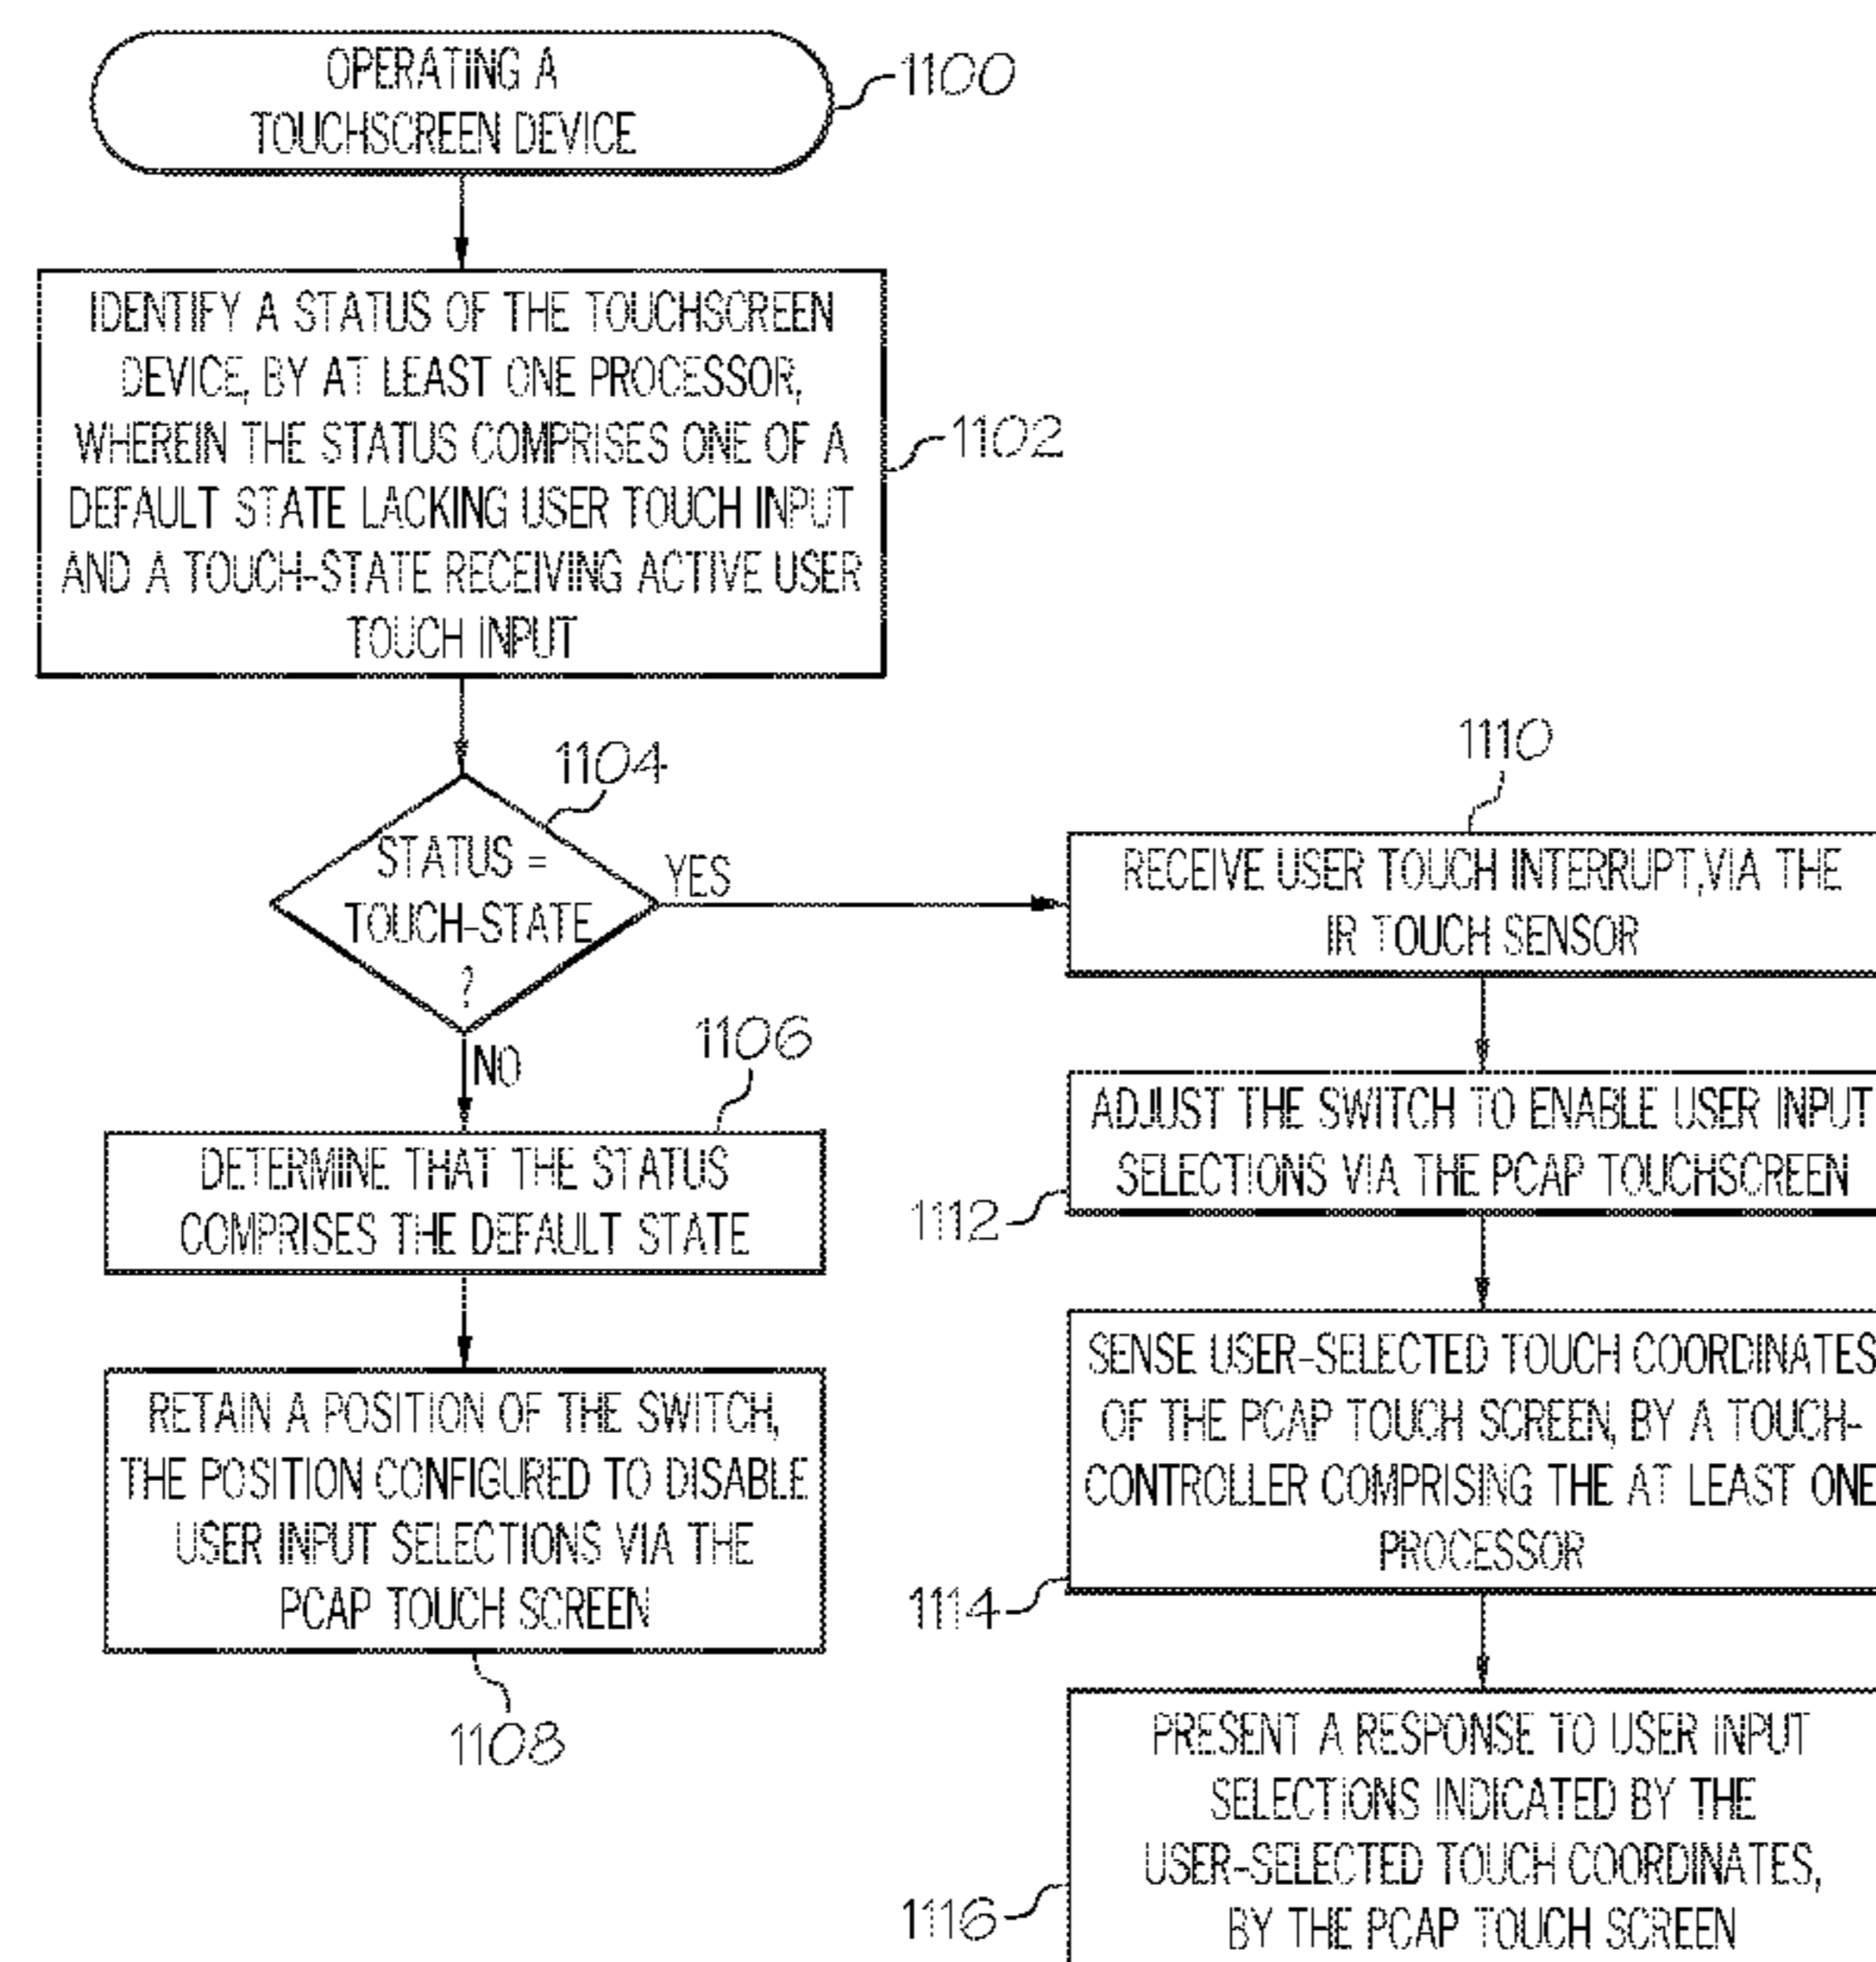 OPERATING A
TOUCHSCREEN DEVICE
1100
IDENTIFY A STATUS OF THE TOUCHSCREEN
DEVICE, BY AT LEAST ONE PROCESSOR,
WHEREIN THE STATUS COMPRISES ONE OF A
DEFAULT STATE LACKING USER TOUCH INPUT
AND A TOUCH-STATE RECEIVING ACTIVE USER
TOUCH INPUT
1102
1104
STATUS =
TOUCH-STATE
?
YES
NO
1106
DETERMINE THAT THE STATUS
COMPRISES THE DEFAULT STATE
RETAIN A POSITION OF THE SWITCH,
THE POSITION CONFIGURED TO DISABLE
USER INPUT SELECTIONS VIA THE
PCAP TOUCH SCREEN
1108
1110
RECEIVE USER TOUCH INTERRUPT,VIA THE
IR TOUCH SENSOR
ADJUST THE SWITCH TO ENABLE USER INPUT
SELECTIONS VIA THE PCAP TOUCHSCREEN
1112
SENSE USER-SELECTED TOUCH COORDINATES
OF THE PCAP TOUCH SCREEN, BY A TOUCH-
CONTROLLER COMPRISING THE AT LEAST ONE
PROCESSOR
1114
PRESENT A RESPONSE TO USER INPUT
SELECTIONS INDICATED BY THE
USER-SELECTED TOUCH COORDINATES,
BY THE PCAP TOUCH SCREEN
1116